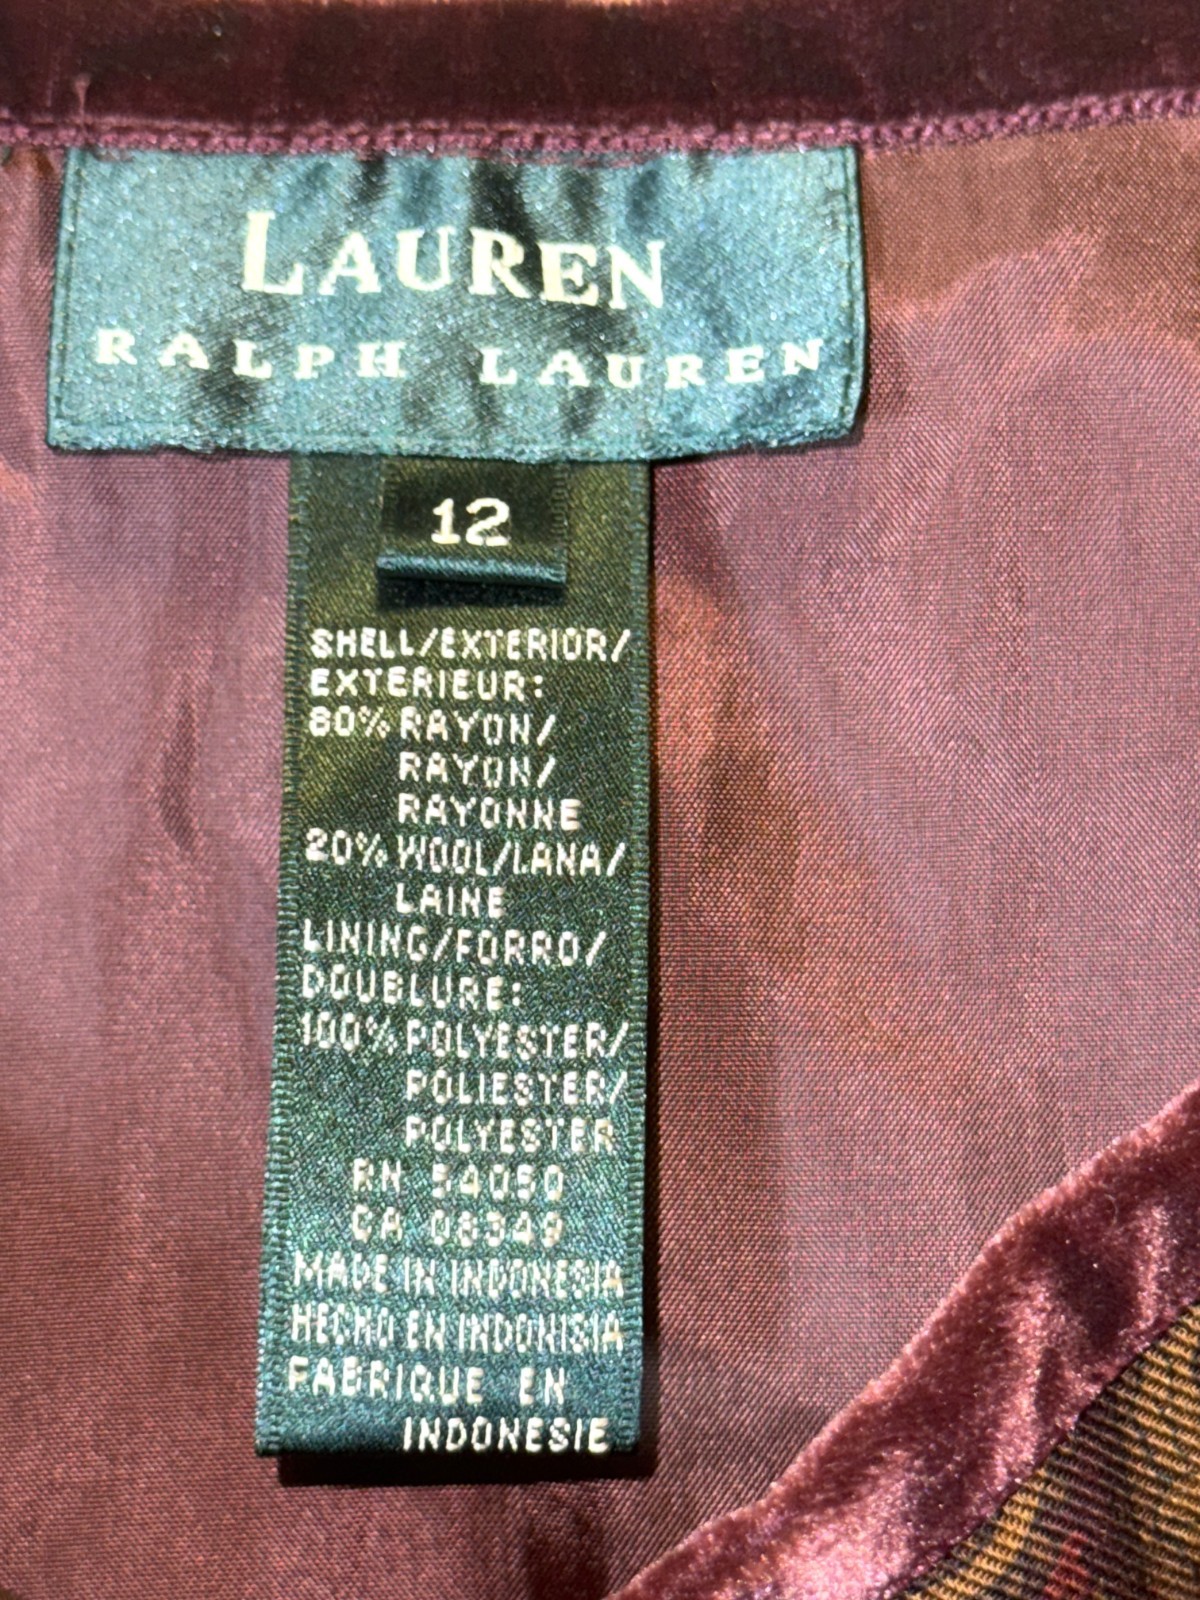 LAUREN
RALPH LAUREN
12
SHELL/EXTERIOR/
EXTERIEUR:
80% RAYON/
RAYON/
RAYONNE
20% WOOL/LANA/
LAINE
LINING/FORRO/
DOUBLURE:
100% POLYESTER/
POLIESTER/
POLYESTER
RN 54050
CA 08349
MADE IN INDONESIA
HECHO EN INDONISIA
FABRIQUE EN
INDONESIE